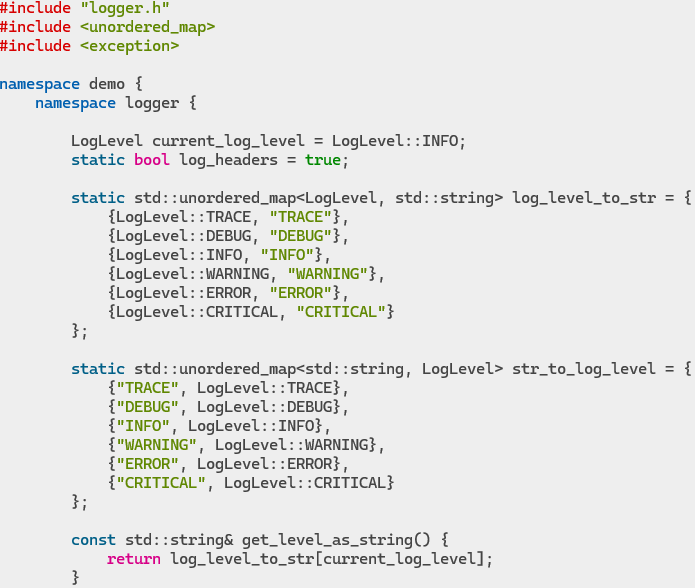 #include "logger.h"
#include <unordered_map>
#include <exception>

namespace demo {
    namespace logger {

        LogLevel current_log_level = LogLevel::INFO;
        static bool log_headers = true;

        static std::unordered_map<LogLevel, std::string> log_level_to_str = {
            {LogLevel::TRACE, "TRACE"},
            {LogLevel::DEBUG, "DEBUG"},
            {LogLevel::INFO, "INFO"},
            {LogLevel::WARNING, "WARNING"},
            {LogLevel::ERROR, "ERROR"},
            {LogLevel::CRITICAL, "CRITICAL"}
        };

        static std::unordered_map<std::string, LogLevel> str_to_log_level = {
            {"TRACE", LogLevel::TRACE},
            {"DEBUG", LogLevel::DEBUG},
            {"INFO", LogLevel::INFO},
            {"WARNING", LogLevel::WARNING},
            {"ERROR", LogLevel::ERROR},
            {"CRITICAL", LogLevel::CRITICAL}
        };

        const std::string& get_level_as_string() {
            return log_level_to_str[current_log_level];
        }